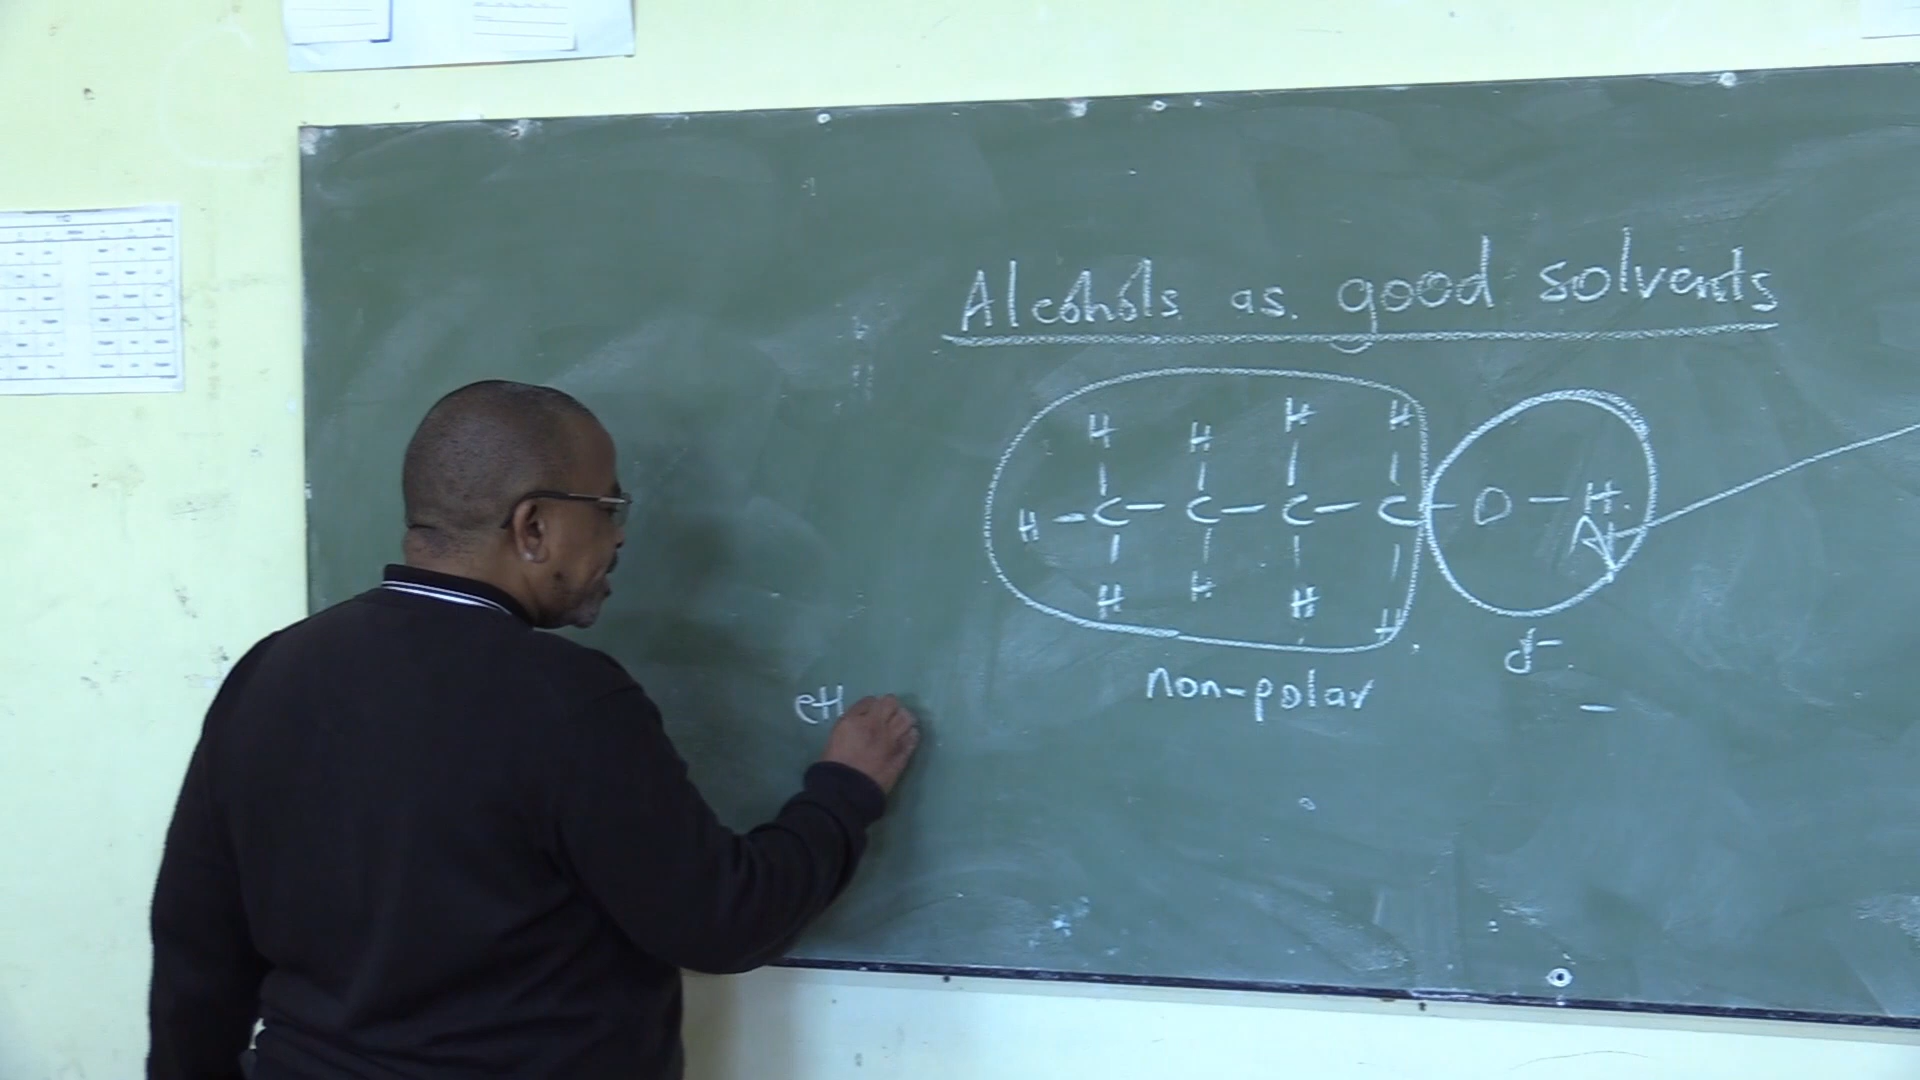 Alcohols as good solvents
H H H H
H - C - C - C - C - O - H
H H H H
non-polar
δ-
eH